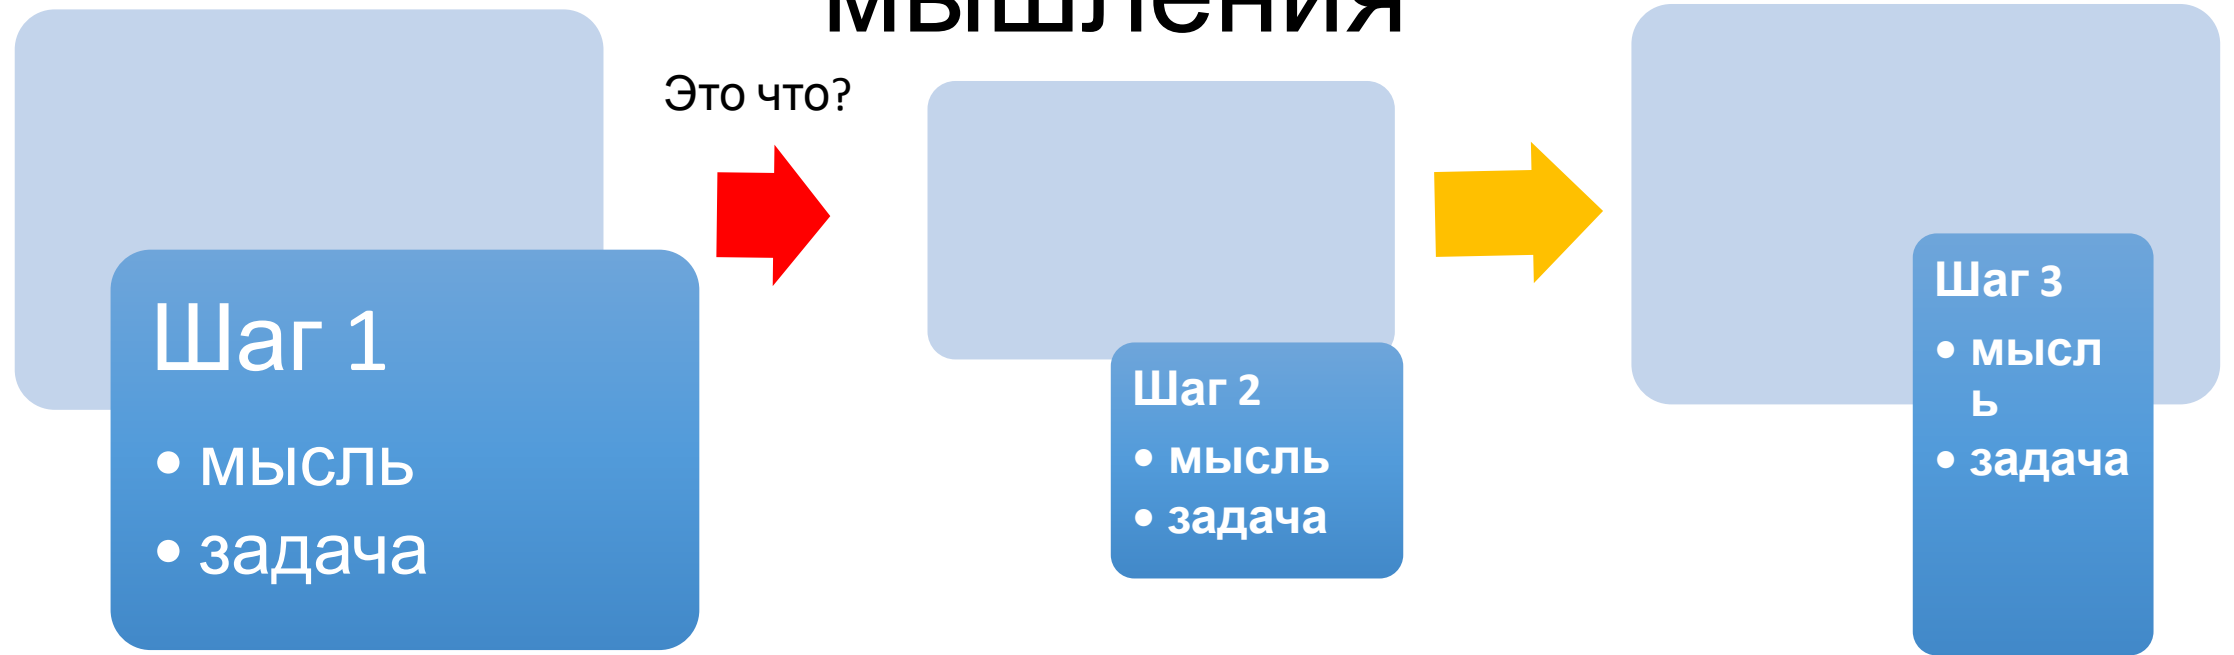 мышления
Это что?
Шаг 1
• мысль
• задача
Шаг 2
• мысль
• задача
Шаг 3
• мысл
ь
• задача